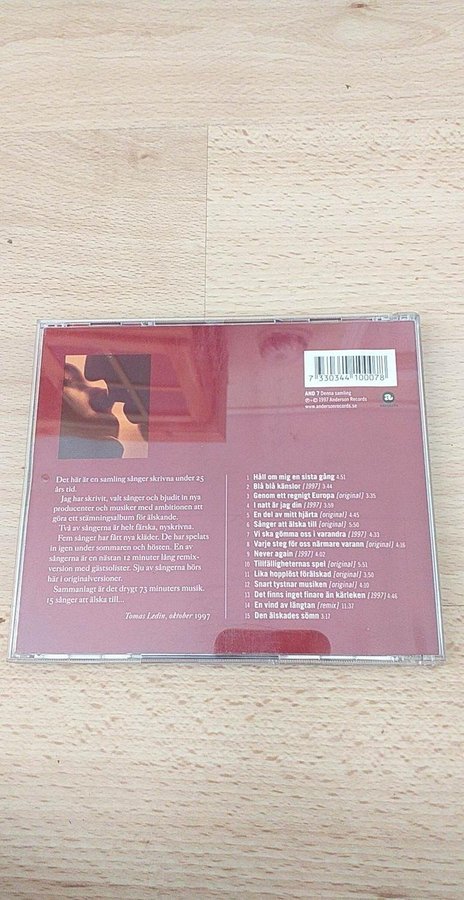 7 330344 100078
AND 7 Denna samling
℗ © 1997 Anderson Records
www.andersonrecords.se
a
Det här är en samling sånger skrivna under 25
års tid.
Jag har skrivit, valt sånger och bjudit in nya
producenter och musiker med ambitionen att
göra ett stämningsalbum för älskande.
Två av sångerna är helt färska, nyskrivna.
Fem sånger har fått nya kläder. De har spelats
in igen under sommaren och hösten. En av
sångerna är en nästan 12 minuter lång remix-
version med gästsolister. Sju av sångerna hörs
här i originalversioner.
Sammanlagt är det drygt 73 minuters musik.
15 sånger att älska till...
Tomas Ledin, oktober 1997
1 Håll om mig en sista gång 4:51
2 Blå blå känslor [1997] 3:44
3 Genom ett regnigt Europa [original] 3:35
4 I natt är jag din [1997] 3:59
5 En del av mitt hjärta [original] 4:45
6 Sånger att älska till [original] 5:50
7 Vi ska gömma oss i varandra [1997] 4:33
8 Varje steg för oss närmare varann [original] 4:16
9 Never again [1997] 4:02
10 Tillfälligheternas spel [original] 5:51
11 Lika hopplöst förälskad [original] 3:50
12 Snart tystnar musiken [original] 4:10
13 Det finns inget finare än kärleken [1997] 4:46
14 En vind av längtan [remix] 11:37
15 Den älskades sömn 3:17